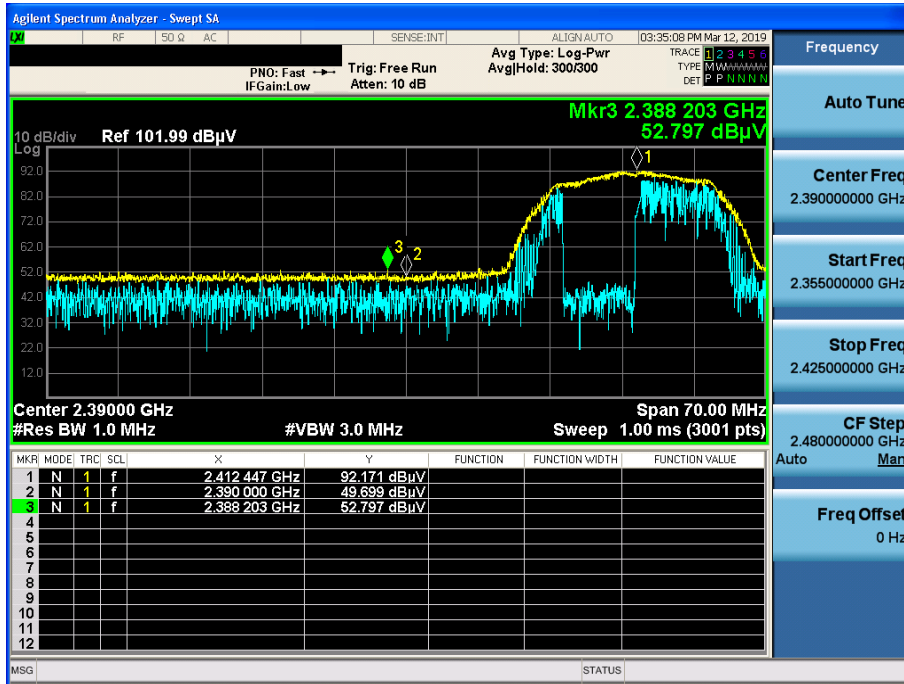 Agilent Spectrum Analyzer - Swept SA
LXI RF 50 Ω AC SENSE:INT ALIGN AUTO 03:35:08 PM Mar 12, 2019
PNO: Fast
IFGain:Low
Trig: Free Run
Atten: 10 dB
Avg Type: Log-Pwr
Avg|Hold: 300/300
TRACE 1 2 3 4 5 6
TYPE M W W W W W
DET P P N N N N
Mkr3 2.388 203 GHz
52.797 dBµV
10 dB/div Ref 101.99 dBµV
Log
92.0
82.0
72.0
62.0
52.0
42.0
32.0
22.0
12.0
1
3
2
Center 2.39000 GHz Span 70.00 MHz
#Res BW 1.0 MHz #VBW 3.0 MHz Sweep 1.00 ms (3001 pts)
MKR MODE TRC SCL X Y FUNCTION FUNCTION WIDTH FUNCTION VALUE
1 N 1 f 2.412 447 GHz 92.171 dBµV
2 N 1 f 2.390 000 GHz 49.699 dBµV
3 N 1 f 2.388 203 GHz 52.797 dBµV
4
5
6
7
8
9
10
11
12
MSG STATUS
Frequency
Auto Tune
Center Freq
2.390000000 GHz
Start Freq
2.355000000 GHz
Stop Freq
2.425000000 GHz
CF Step
2.480000000 GHz
Auto Man
Freq Offset
0 Hz